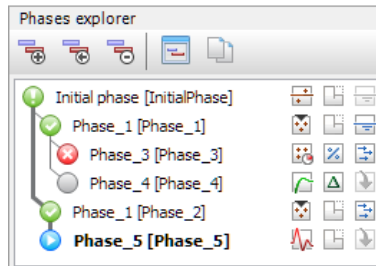 Phases explorer
Initial phase [InitialPhase]
Phase_1 [Phase_1]
Phase_3 [Phase_3]
Phase_4 [Phase_4]
Phase_1 [Phase_2]
Phase_5 [Phase_5]